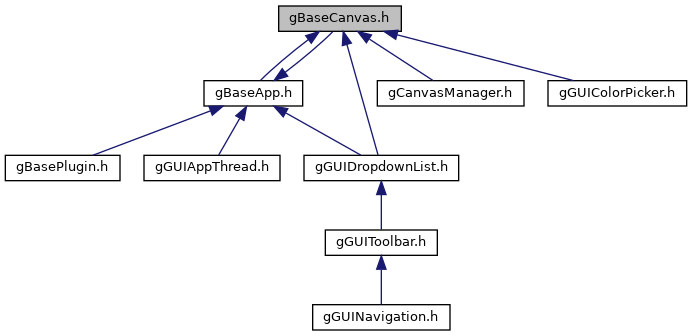 gBaseCanvas.h
gBaseApp.h
gCanvasManager.h
gGUIColorPicker.h
gBasePlugin.h
gGUIAppThread.h
gGUIDropdownList.h
gGUIToolbar.h
gGUINavigation.h